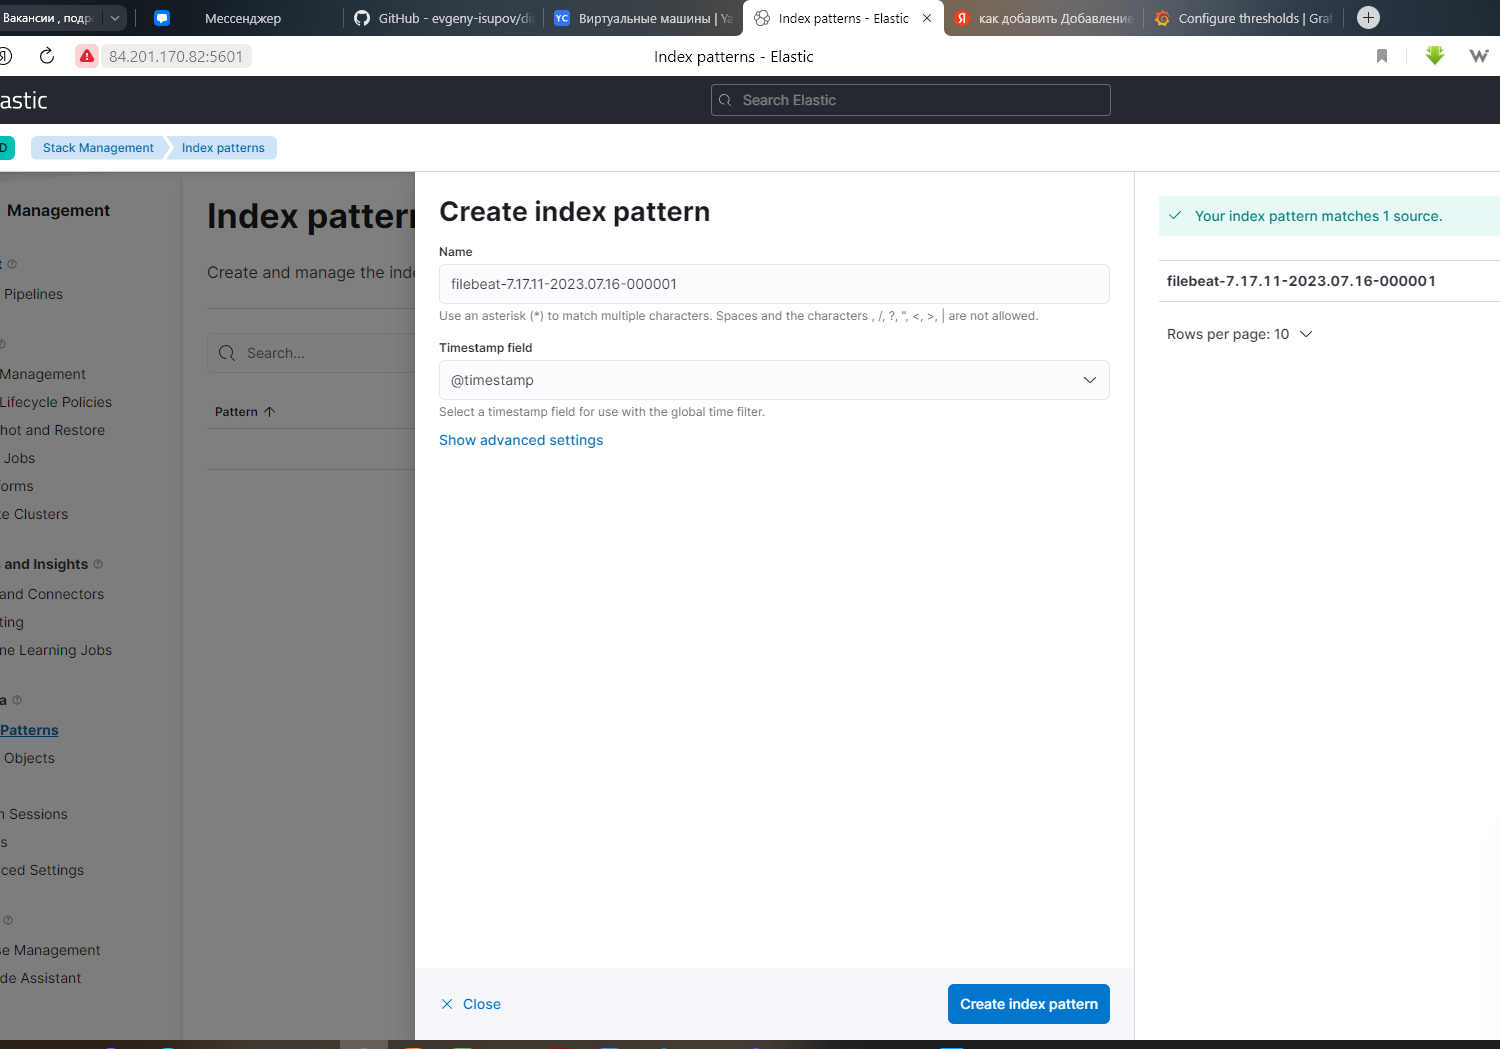 Вакансии , подра
Мессенджер
GitHub - evgeny-isupov/di
YC Виртуальные машины | Ya
Index patterns - Elastic
Я как добавить Добавление
Configure thresholds | Graf
Я
84.201.170.82:5601
Index patterns - Elastic
astic
Search Elastic
D
Stack Management
Index patterns
Management
t
Pipelines
Management
Lifecycle Policies
hot and Restore
Jobs
orms
te Clusters
and Insights
and Connectors
ting
ne Learning Jobs
a
Patterns
Objects
n Sessions
s
ced Settings
se Management
de Assistant
Index pattern
Create and manage the inde
Search...
Pattern
Create index pattern
Name
filebeat-7.17.11-2023.07.16-000001
Use an asterisk (*) to match multiple characters. Spaces and the characters , /, ?, ", <, >, | are not allowed.
Timestamp field
@timestamp
Select a timestamp field for use with the global time filter.
Show advanced settings
Close
Create index pattern
Your index pattern matches 1 source.
filebeat-7.17.11-2023.07.16-000001
Rows per page: 10